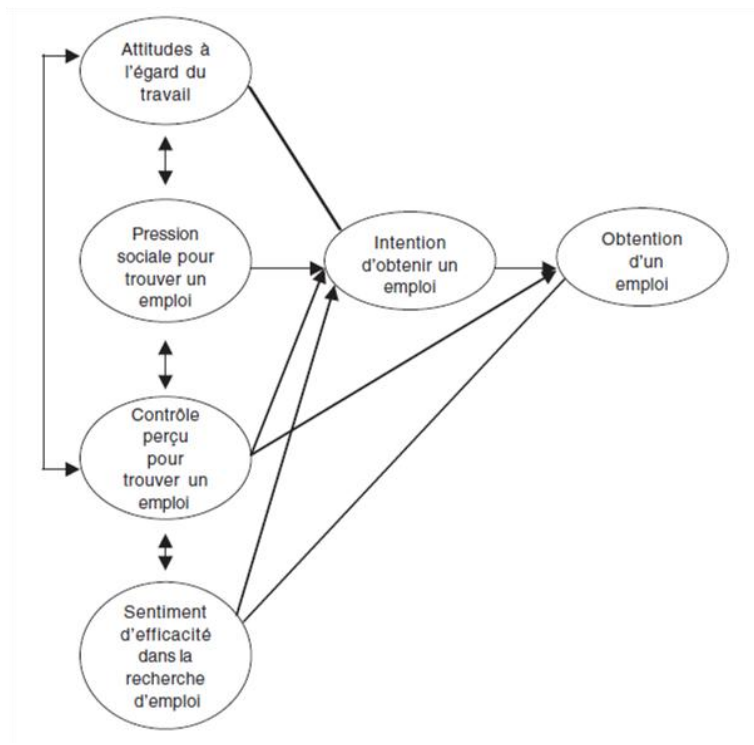 Attitudes à
l'égard du
travail
Pression
sociale pour
trouver un
emploi
Intention
d'obtenir un
emploi
Obtention
d'un
emploi
Contrôle
perçu
pour
trouver un
emploi
Sentiment
d'efficacité
dans la
recherche
d'emploi